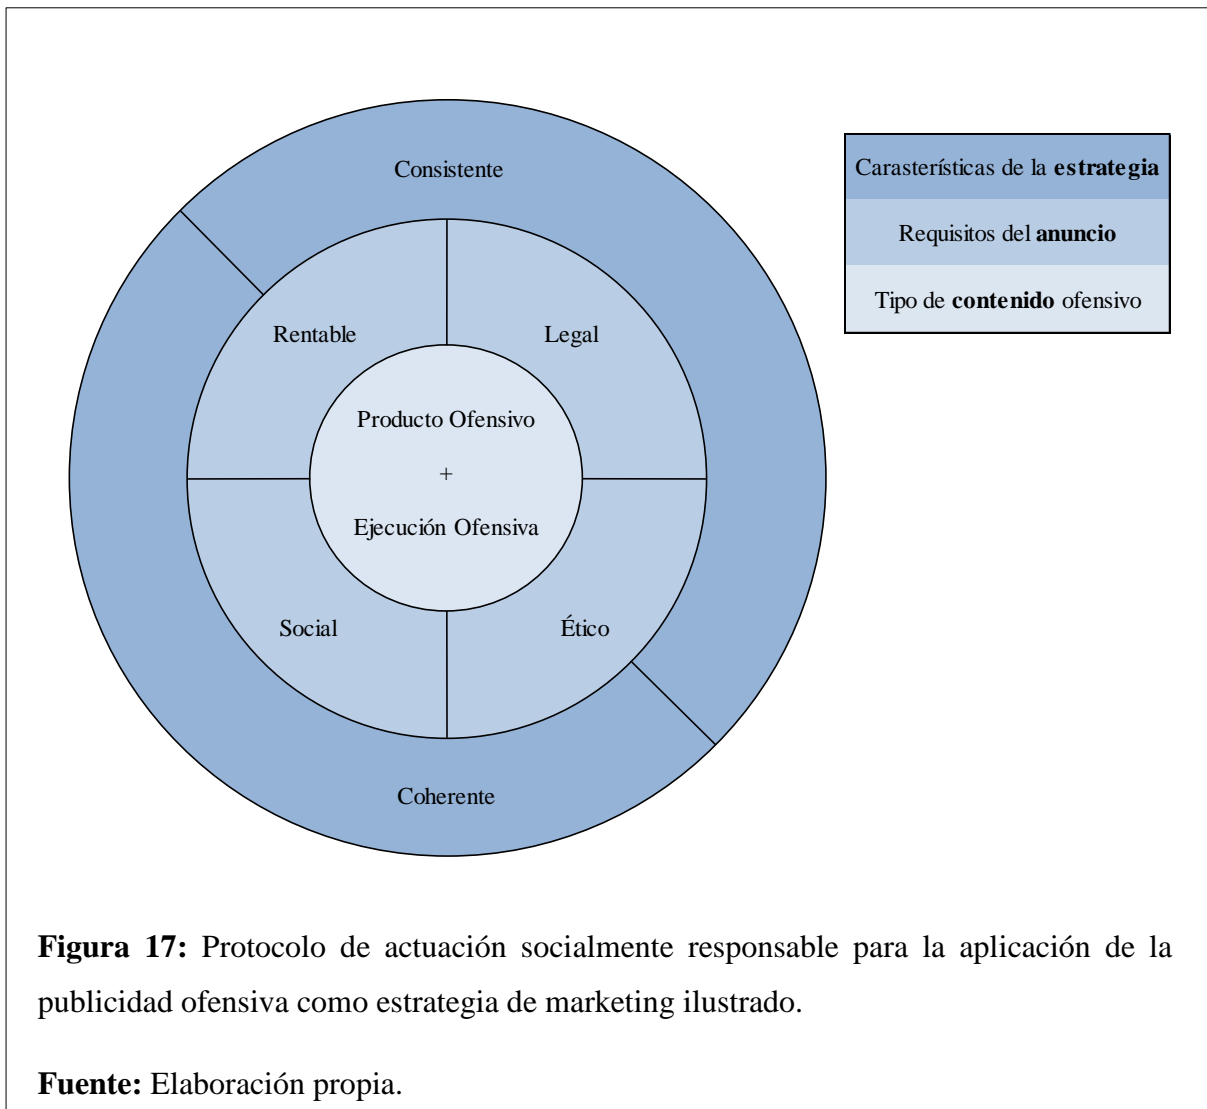 Consistente
Carasterísticas de la estrategia
Requisitos del anuncio
Tipo de contenido ofensivo
Rentable
Legal
Producto Ofensivo
+
Ejecución Ofensiva
Social
Ético
Coherente
Figura 17: Protocolo de actuación socialmente responsable para la aplicación de la
publicidad ofensiva como estrategia de marketing ilustrado.
Fuente: Elaboración propia.